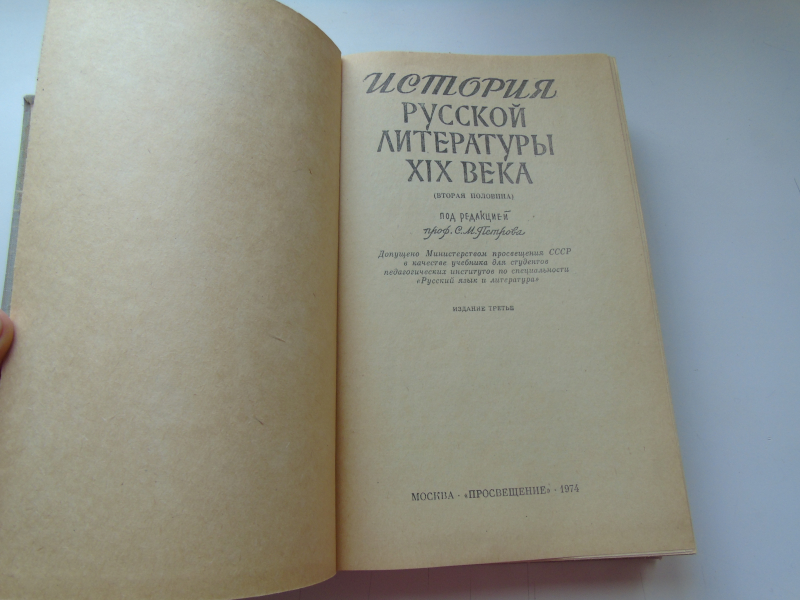 ИСТОРИЯ
РУССКОЙ
ЛИТЕРАТУРЫ
XIX ВЕКА
(ВТОРАЯ ПОЛОВИНА)
ПОД РЕДАКЦИЕЙ
проф. С. М. Петрова
Допущено Министерством просвещения СССР
в качестве учебника для студентов
педагогических институтов по специальности
«Русский язык и литература»
ИЗДАНИЕ ТРЕТЬЕ
МОСКВА · «ПРОСВЕЩЕНИЕ» · 1974